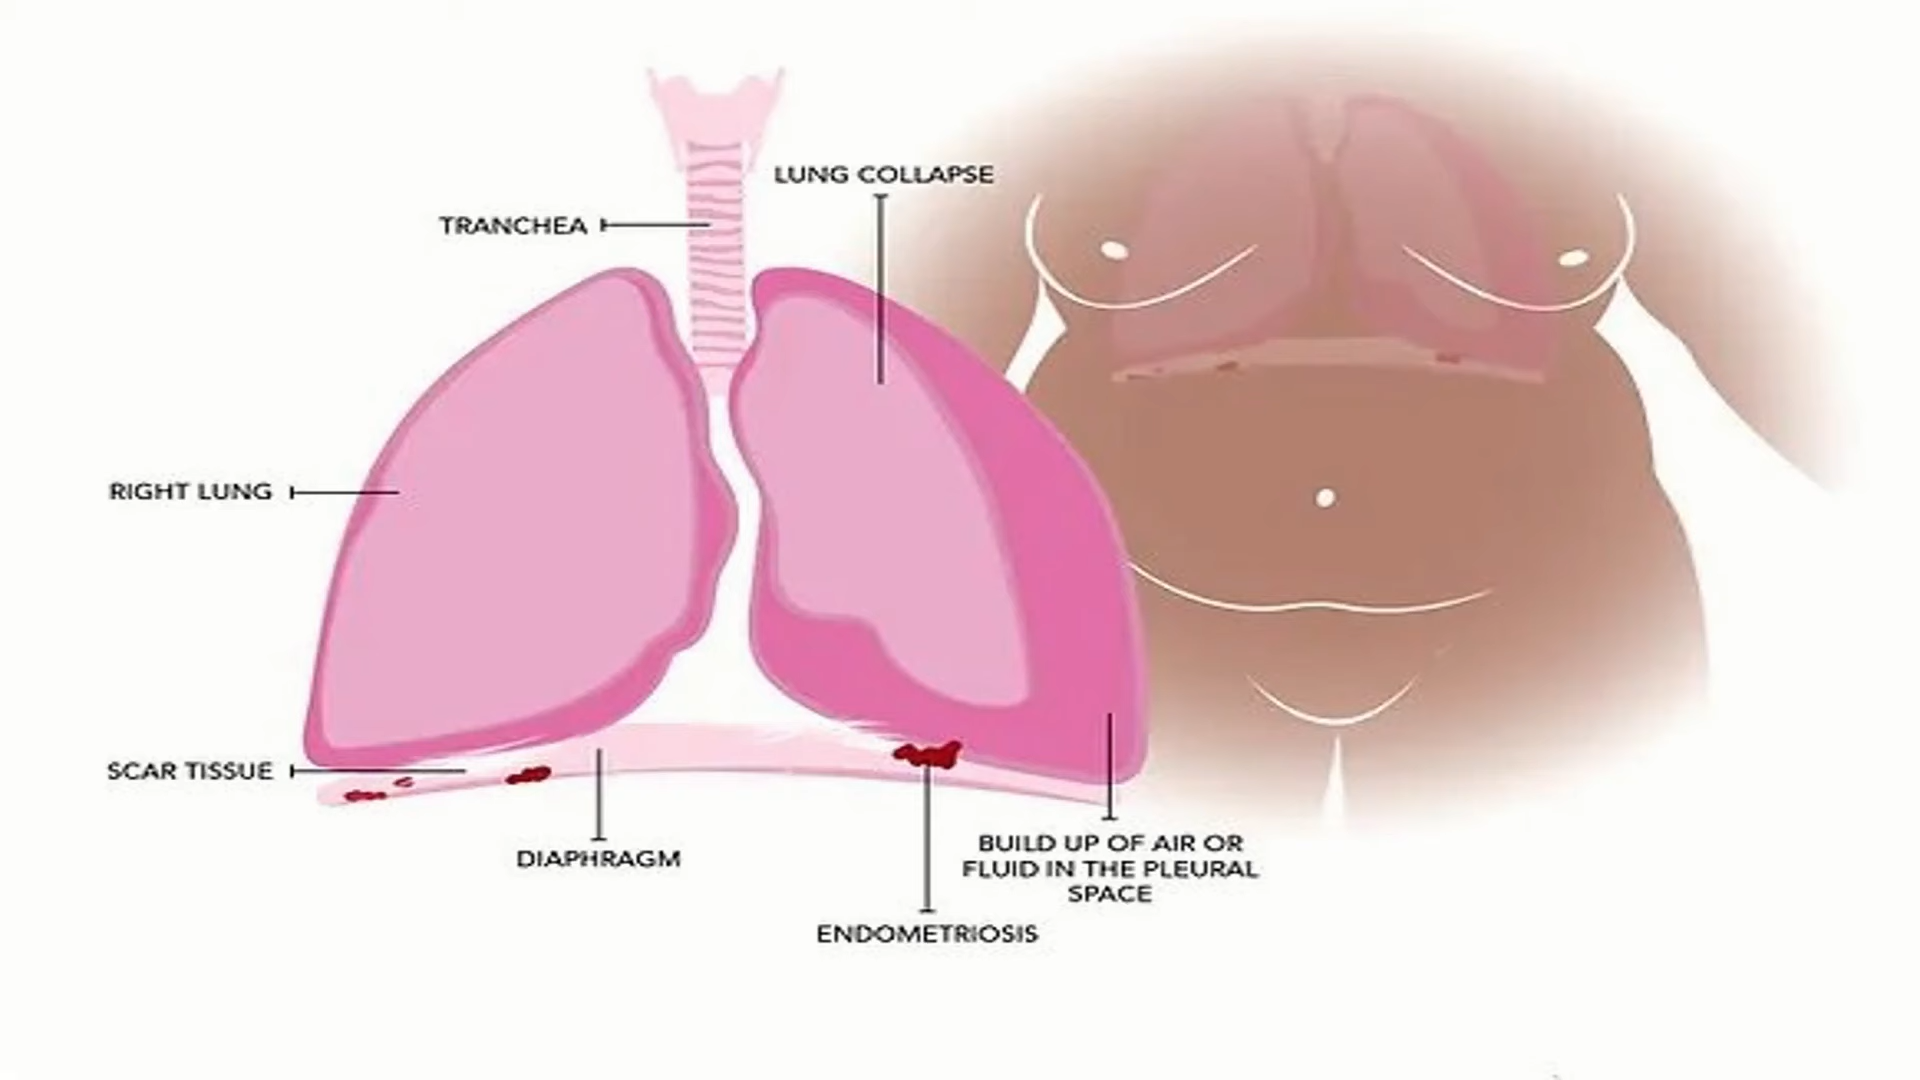 LUNG COLLAPSE
TRANCHEA
RIGHT LUNG
SCAR TISSUE
DIAPHRAGM
BUILD UP OF AIR OR
FLUID IN THE PLEURAL
SPACE
ENDOMETRIOSIS